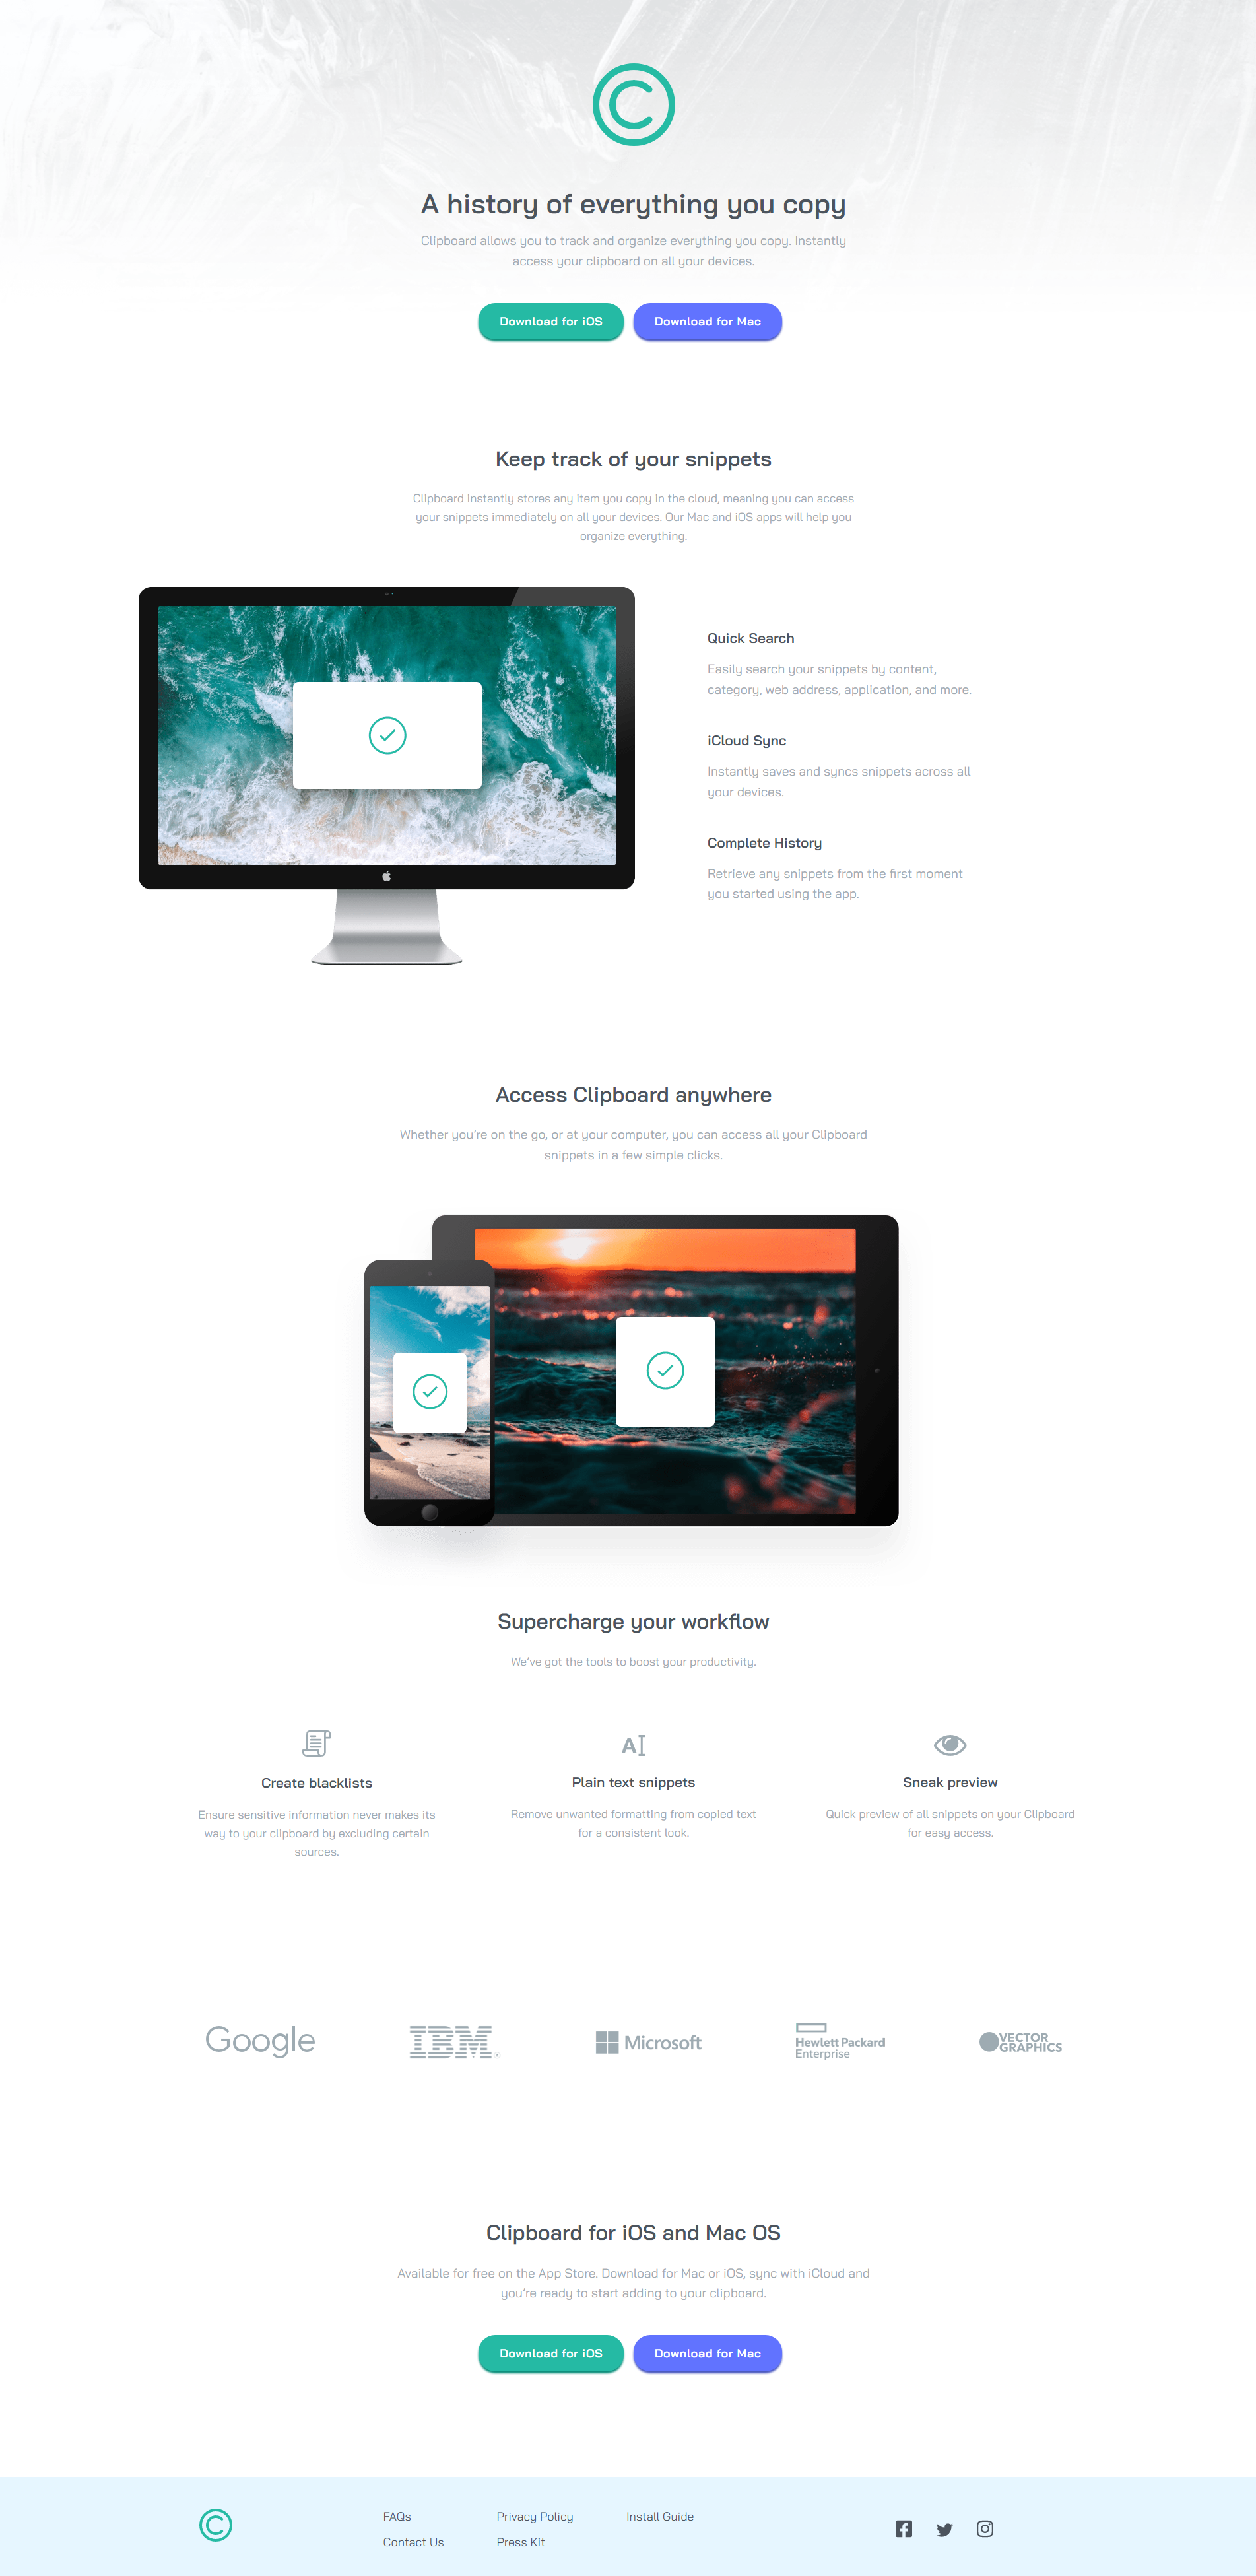 A history of everything you copy
Clipboard allows you to track and organize everything you copy. Instantly
access your clipboard on all your devices.
Download for iOS
Download for Mac
Keep track of your snippets
Clipboard instantly stores any item you copy in the cloud, meaning you can access
your snippets immediately on all your devices. Our Mac and iOS apps will help you
organize everything.
Quick Search
Easily search your snippets by content,
category, web address, application, and more.
iCloud Sync
Instantly saves and syncs snippets across all
your devices.
Complete History
Retrieve any snippets from the first moment
you started using the app.
Access Clipboard anywhere
Whether you’re on the go, or at your computer, you can access all your Clipboard
snippets in a few simple clicks.
Supercharge your workflow
We’ve got the tools to boost your productivity.
Create blacklists
Ensure sensitive information never makes its
way to your clipboard by excluding certain
sources.
A
Plain text snippets
Remove unwanted formatting from copied text
for a consistent look.
Sneak preview
Quick preview of all snippets on your Clipboard
for easy access.
Google
IBM®
Microsoft
Hewlett Packard
Enterprise
VECTOR
GRAPHICS
Clipboard for iOS and Mac OS
Available for free on the App Store. Download for Mac or iOS, sync with iCloud and
you’re ready to start adding to your clipboard.
Download for iOS
Download for Mac
FAQs
Contact Us
Privacy Policy
Press Kit
Install Guide